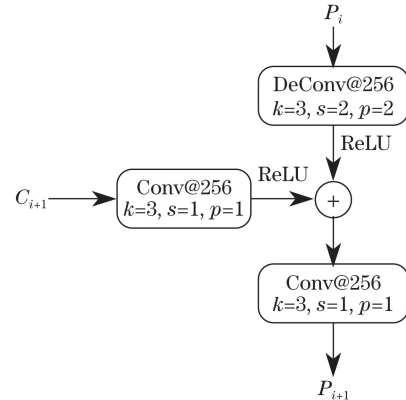 P_i
DeConv@256
k=3, s=2, p=2
ReLU
ReLU
C_{i+1}
Conv@256
k=3, s=1, p=1
+
Conv@256
k=3, s=1, p=1
P_{i+1}